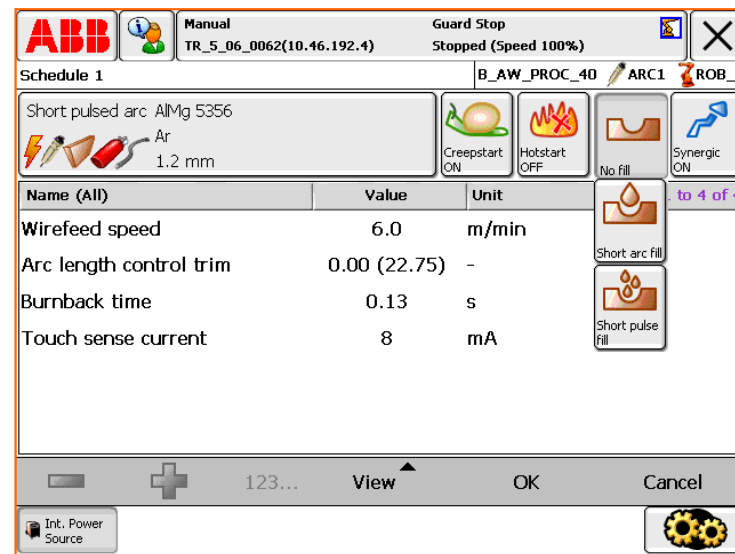 ABB
Manual
TR_5_06_0062(10.46.192.4)
Guard Stop
Stopped (Speed 100%)
Schedule 1
B_AW_PROC_40
ARC1
ROB_
Short pulsed arc AlMg 5356
Ar
1.2 mm
Creepstart
ON
Hotstart
OFF
No fill
Synergic
ON
Name (All)
Value
Unit
to 4 of 4
Wirefeed speed
6.0
m/min
Arc length control trim
0.00 (22.75)
-
Burnback time
0.13
s
Touch sense current
8
mA
Short arc fill
Short pulse
fill
123...
View
OK
Cancel
Int. Power
Source